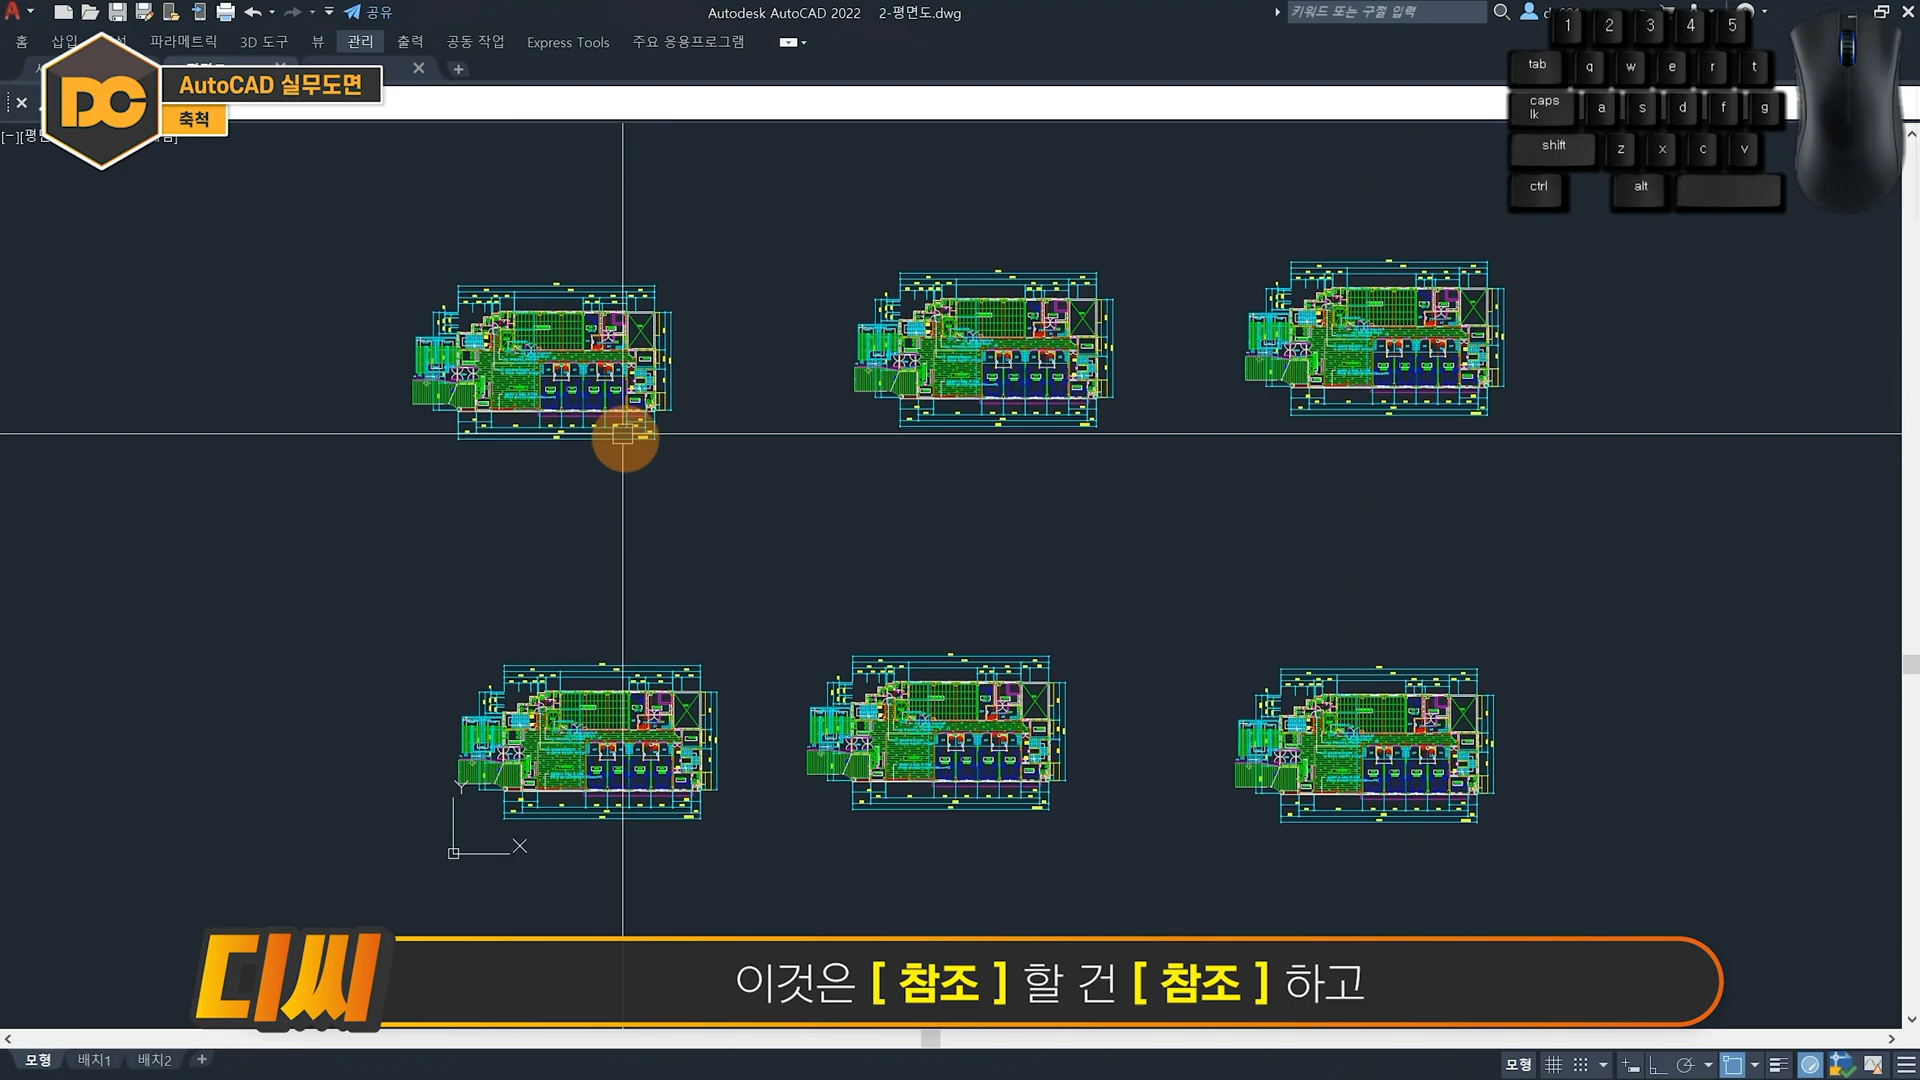 공유
Autodesk AutoCAD 2022 2-평면도.dwg
키워드 또는 구절 입력
홈 삽입 파라메트릭 3D 도구 뷰 관리 출력 공동 작업 Express Tools 주요 응용프로그램
DC
AutoCAD 실무도면
축척
1 2 3 4 5
tab q w e r t
caps lk a s d f g
shift z x c v
ctrl alt
Y
X
디씨
이것은 [ 참조 ] 할 건 [ 참조 ] 하고
모형 배치1 배치2 +
모형